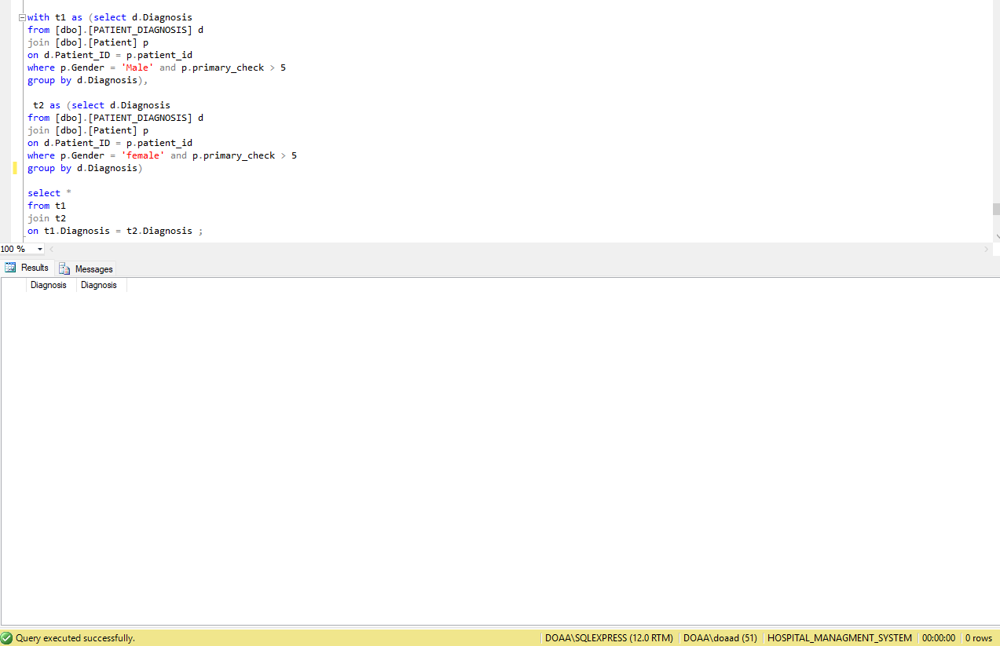 with t1 as (select d.Diagnosis
from [dbo].[PATIENT_DIAGNOSIS] d
join [dbo].[Patient] p
on d.Patient_ID = p.patient_id
where p.Gender = 'Male' and p.primary_check > 5
group by d.Diagnosis),
t2 as (select d.Diagnosis
from [dbo].[PATIENT_DIAGNOSIS] d
join [dbo].[Patient] p
on d.Patient_ID = p.patient_id
where p.Gender = 'female' and p.primary_check > 5
group by d.Diagnosis)
select *
from t1
join t2
on t1.Diagnosis = t2.Diagnosis ;
100 %
Results Messages
Diagnosis Diagnosis
Query executed successfully. DOAA\SQLEXPRESS (12.0 RTM) DOAA\doaad (51) HOSPITAL_MANAGMENT_SYSTEM 00:00:00 0 rows